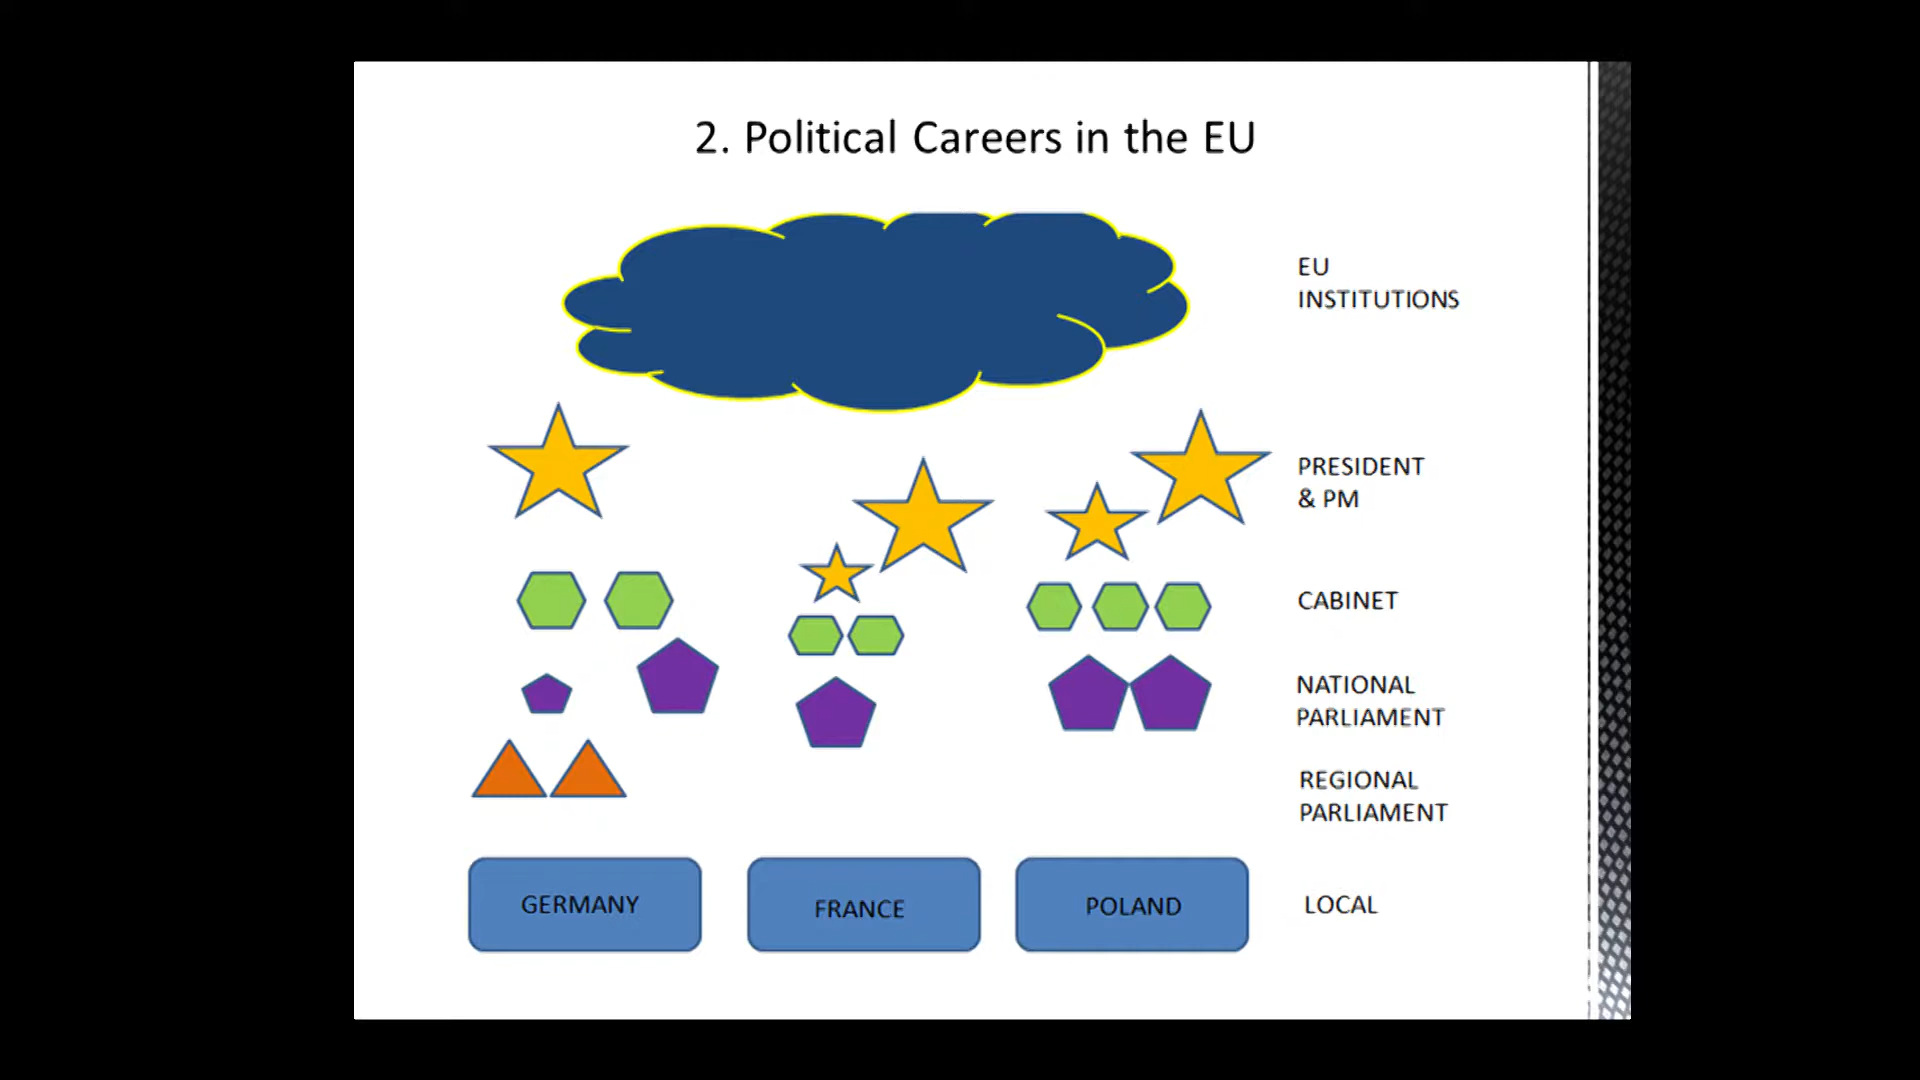 2. Political Careers in the EU
EU
INSTITUTIONS
PRESIDENT
& PM
CABINET
NATIONAL
PARLIAMENT
REGIONAL
PARLIAMENT
GERMANY
FRANCE
POLAND
LOCAL